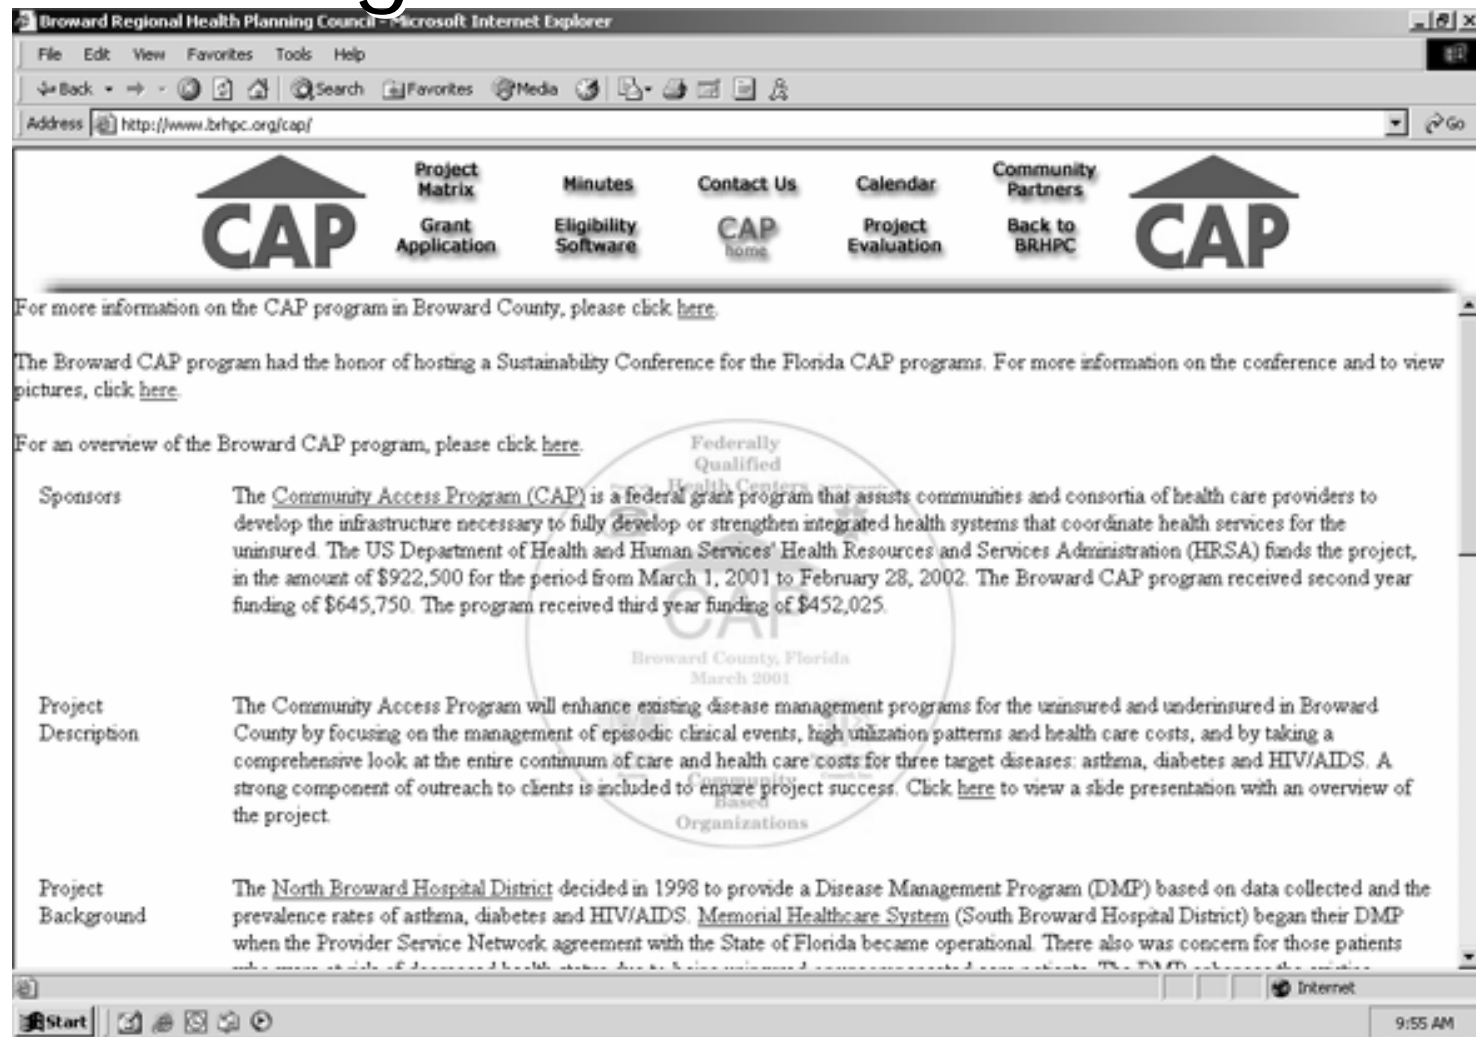 Broward Regional Health Planning Council - Microsoft Internet Explorer
File Edit View Favorites Tools Help
Back Search Favorites Media
Address http://www.brhpc.org/cap/ Go
CAP
Project Matrix
Minutes
Contact Us
Calendar
Community Partners
CAP
Grant Application
Eligibility Software
CAP home
Project Evaluation
Back to BRHPC
For more information on the CAP program in Broward County, please click here.
The Broward CAP program had the honor of hosting a Sustainability Conference for the Florida CAP programs. For more information on the conference and to view
pictures, click here.
For an overview of the Broward CAP program, please click here.
Federally
Qualified
Health Centers
Sponsors
The Community Access Program (CAP) is a federal grant program that assists communities and consortia of health care providers to
develop the infrastructure necessary to fully develop or strengthen integrated health systems that coordinate health services for the
uninsured. The US Department of Health and Human Services' Health Resources and Services Administration (HRSA) funds the project,
in the amount of $922,500 for the period from March 1, 2001 to February 28, 2002. The Broward CAP program received second year
funding of $645,750. The program received third year funding of $452,025.
CAP
Broward County, Florida
March 2001
Project
Description
The Community Access Program will enhance existing disease management programs for the uninsured and underinsured in Broward
County by focusing on the management of episodic clinical events, high utilization patterns and health care costs, and by taking a
comprehensive look at the entire continuum of care and health care costs for three target diseases: asthma, diabetes and HIV/AIDS. A
strong component of outreach to clients is included to ensure project success. Click here to view a slide presentation with an overview of
the project.
Community
Based
Organizations
Project
Background
The North Broward Hospital District decided in 1998 to provide a Disease Management Program (DMP) based on data collected and the
prevalence rates of asthma, diabetes and HIV/AIDS. Memorial Healthcare System (South Broward Hospital District) began their DMP
when the Provider Service Network agreement with the State of Florida became operational. There also was concern for those patients
Internet
Start
9:55 AM